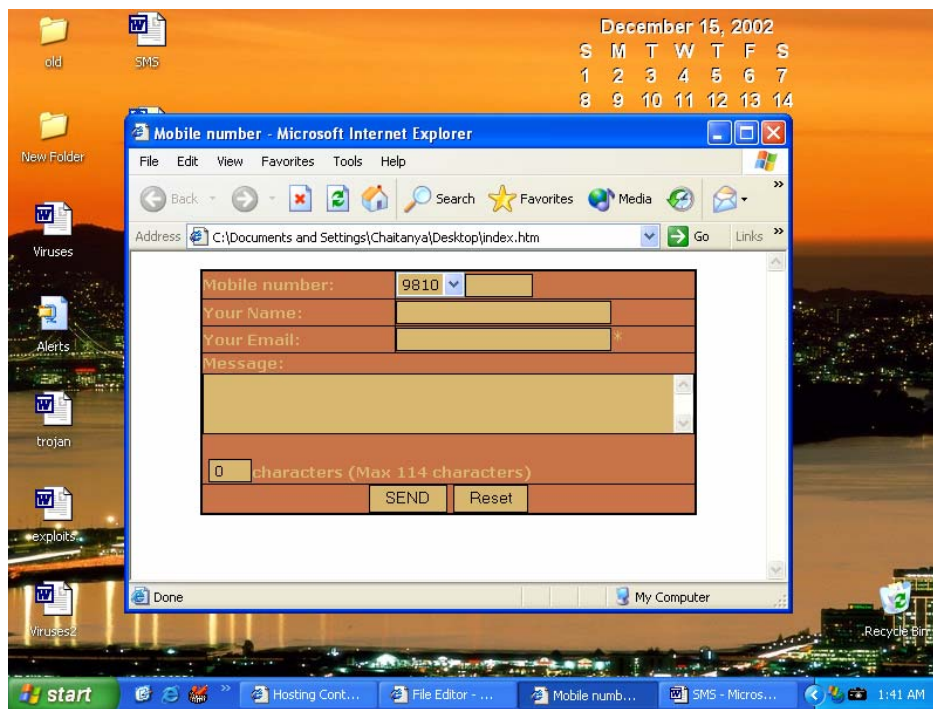 old
SMS
December 15, 2002
S M T W T F S
1 2 3 4 5 6 7
8 9 10 11 12 13 14
New Folder
Viruses
Alerts
trojan
exploits
Viruses2
Mobile number - Microsoft Internet Explorer
File Edit View Favorites Tools Help
Back Search Favorites Media
Address C:\Documents and Settings\Chaitanya\Desktop\index.htm Go Links
Mobile number: 9810
Your Name:
Your Email: *
Message:
0 characters (Max 114 characters)
SEND Reset
Done My Computer
Recycle Bin
start Hosting Cont... File Editor - ... Mobile numb... SMS - Micros... 1:41 AM